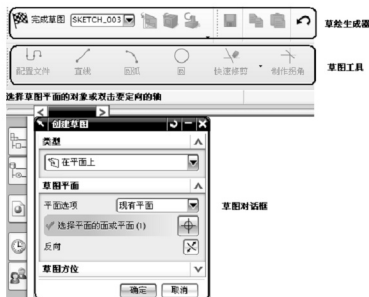 完成草图 SKETCH_003
草绘生成器
配置文件 直线 圆弧 圆 快速修剪 制作拐角
草图工具
选择草图平面的对象或双击要定向的轴
创建草图
类型
在平面上
草图平面
平面选项 现有平面
选择平面的面或平面 (1)
草图对话框
反向
草图方位
确定 取消